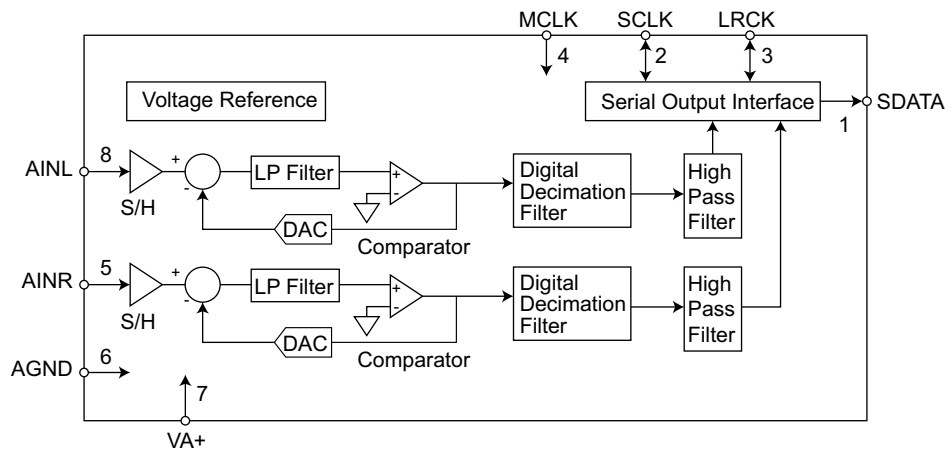 MCLK SCLK LRCK
4 2 3
Voltage Reference
Serial Output Interface
SDATA
1
AINL
8
S/H
+
-
LP Filter
+
-
DAC
Comparator
Digital
Decimation
Filter
High
Pass
Filter
AINR
5
S/H
+
-
LP Filter
+
-
DAC
Comparator
Digital
Decimation
Filter
High
Pass
Filter
AGND
6
7
VA+